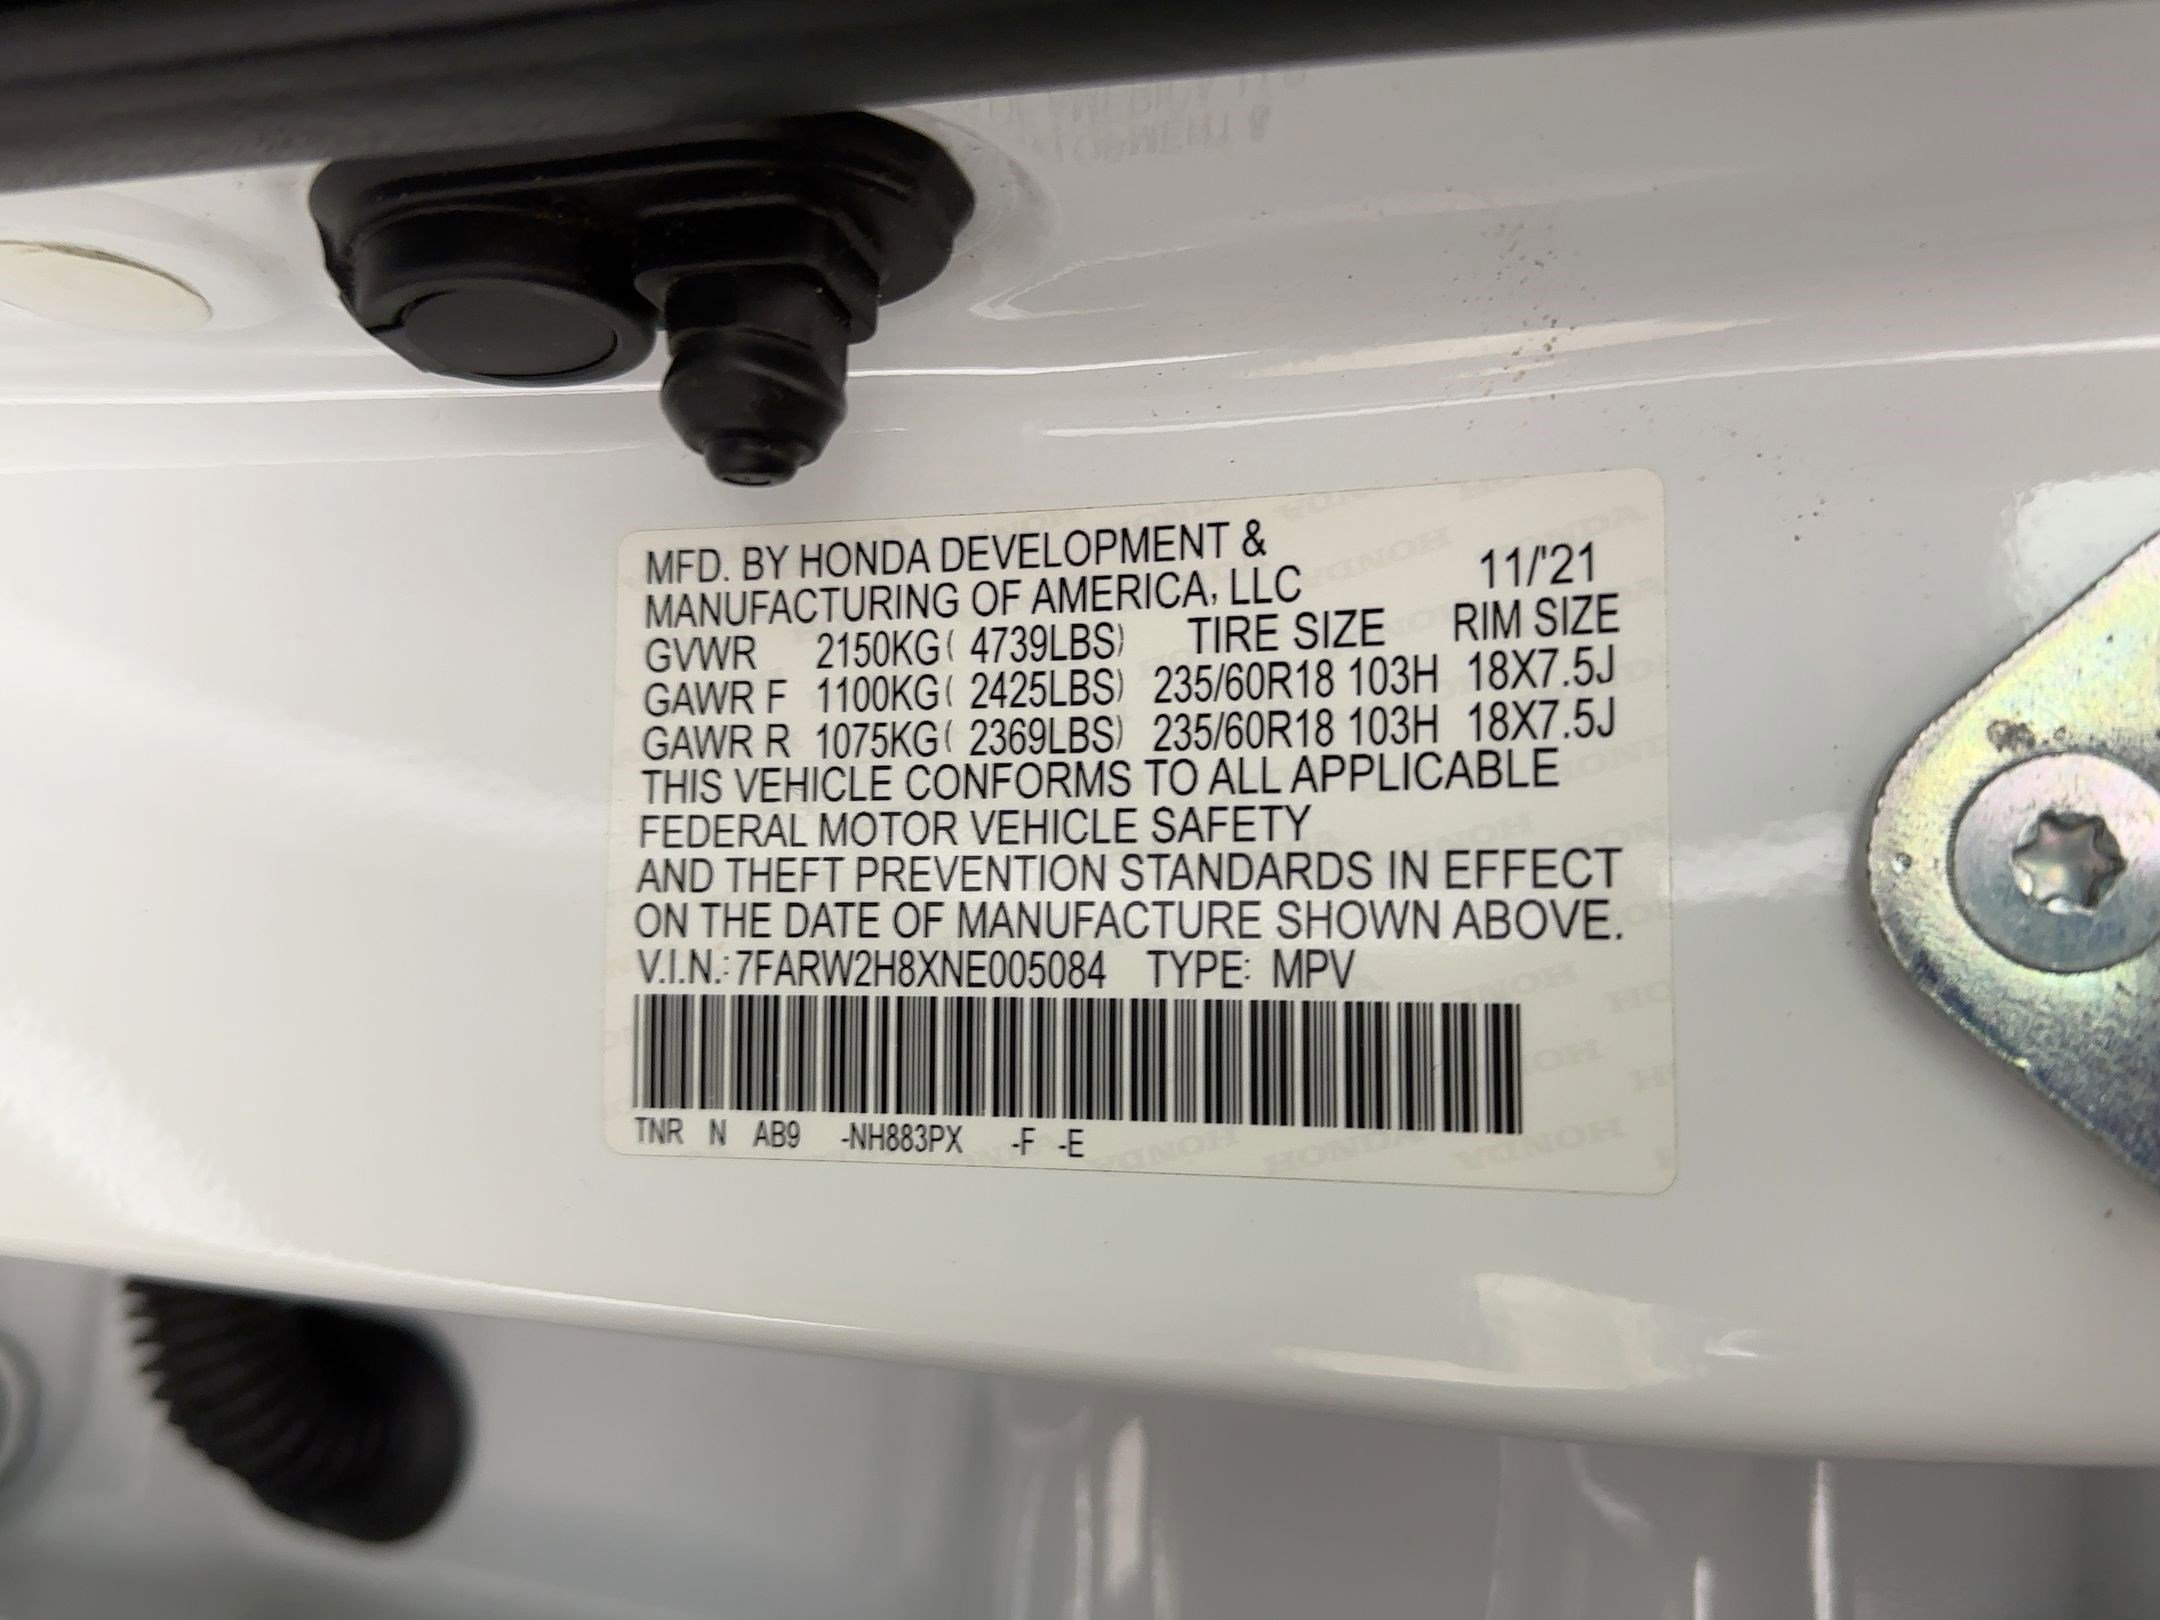 MFD. BY HONDA DEVELOPMENT &
MANUFACTURING OF AMERICA, LLC 11/'21
GVWR 2150KG( 4739LBS) TIRE SIZE RIM SIZE
GAWR F 1100KG( 2425LBS) 235/60R18 103H 18X7.5J
GAWR R 1075KG( 2369LBS) 235/60R18 103H 18X7.5J
THIS VEHICLE CONFORMS TO ALL APPLICABLE
FEDERAL MOTOR VEHICLE SAFETY
AND THEFT PREVENTION STANDARDS IN EFFECT
ON THE DATE OF MANUFACTURE SHOWN ABOVE.
V.I.N.: 7FARW2H8XNE005084 TYPE: MPV
TNR N AB9 -NH883PX -F -E